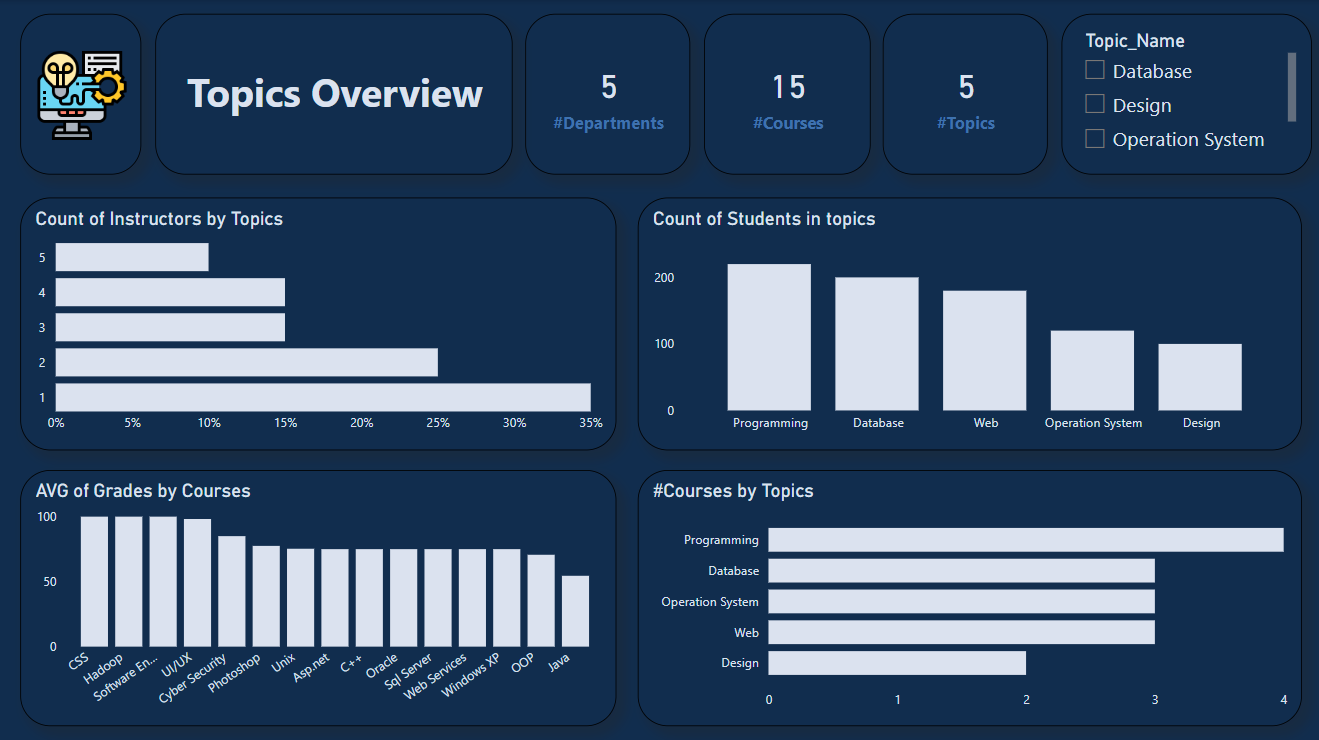 Topics Overview
5
#Departments
15
#Courses
5
#Topics
Topic_Name
Database
Design
Operation System
Count of Instructors by Topics
5
4
3
2
1
0% 5% 10% 15% 20% 25% 30% 35%
Count of Students in topics
200
100
0
Programming Database Web Operation System Design
AVG of Grades by Courses
100
50
0
CSS Hadoop Software En... UI/UX Cyber Security Photoshop Unix Asp.net C++ Oracle Sql Server Web Services Windows XP OOP Java
#Courses by Topics
Programming
Database
Operation System
Web
Design
0 1 2 3 4